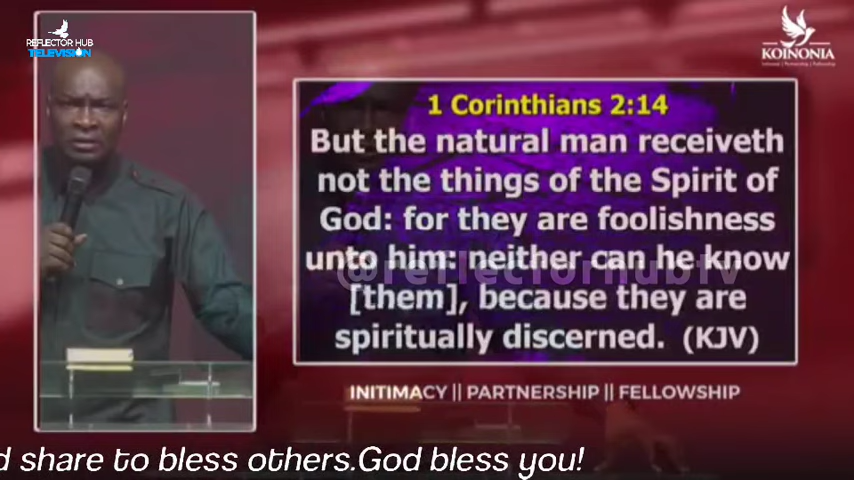 REFLECTOR HUB
TELEVISION
KOINONIA
1 Corinthians 2:14
But the natural man receiveth
not the things of the Spirit of
God: for they are foolishness
unto him: neither can he know
[them], because they are
spiritually discerned. (KJV)
@reflectorhubtv
INITIMACY || PARTNERSHIP || FELLOWSHIP
d share to bless others.God bless you!